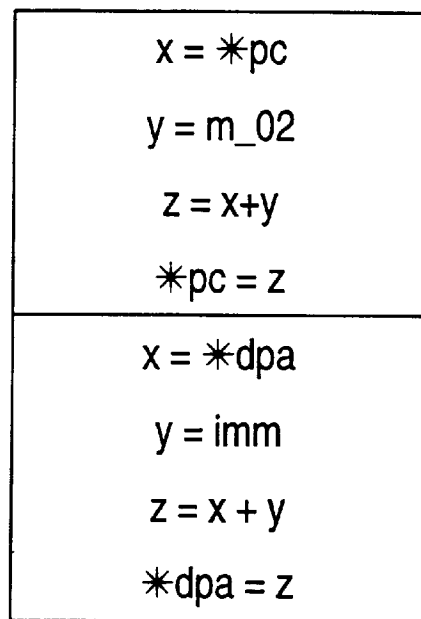 x = *pc
y = m_02
z = x+y
*pc = z
x = *dpa
y = imm
z = x + y
*dpa = z